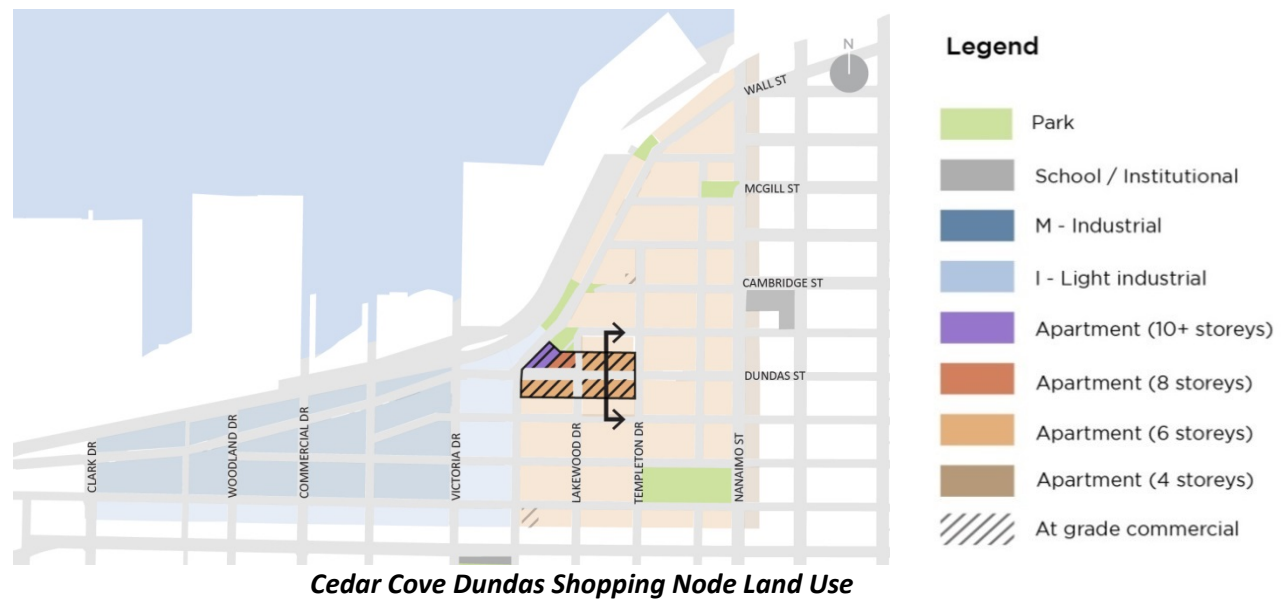 N
WALL ST
MCGILL ST
CAMBRIDGE ST
DUNDAS ST
CLARK DR
WOODLAND DR
COMMERCIAL DR
VICTORIA DR
LAKEWOOD DR
TEMPLETON DR
NANAIMO ST
Legend
Park
School / Institutional
M - Industrial
I - Light industrial
Apartment (10+ storeys)
Apartment (8 storeys)
Apartment (6 storeys)
Apartment (4 storeys)
At grade commercial
Cedar Cove Dundas Shopping Node Land Use